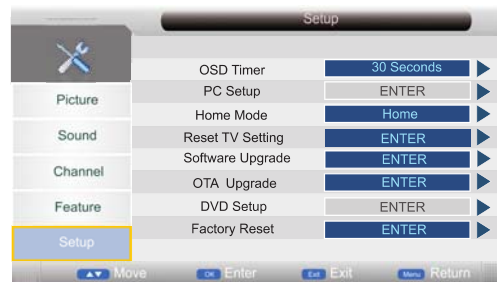 Setup
OSD Timer 30 Seconds
PC Setup ENTER
Picture
Home Mode Home
Sound
Reset TV Setting ENTER
Software Upgrade ENTER
Channel
OTA Upgrade ENTER
Feature
DVD Setup ENTER
Factory Reset ENTER
Setup
▲▼ Move OK Enter Exit Exit Menu Return